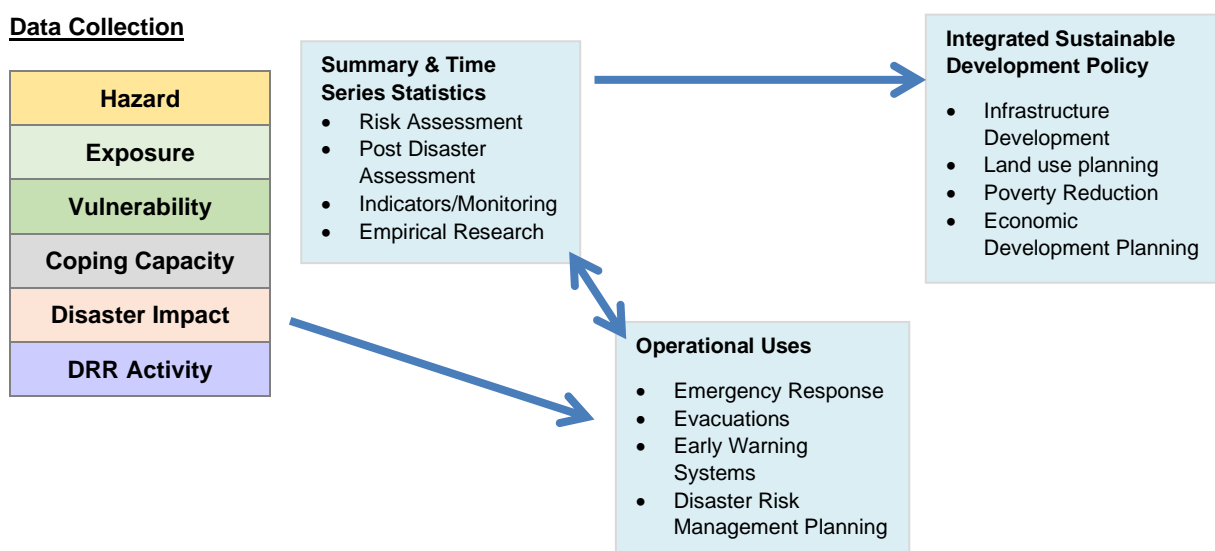 Data Collection
Hazard
Exposure
Vulnerability
Coping Capacity
Disaster Impact
DRR Activity
Summary & Time
Series Statistics
• Risk Assessment
• Post Disaster
Assessment
• Indicators/Monitoring
• Empirical Research
Integrated Sustainable
Development Policy
• Infrastructure
Development
• Land use planning
• Poverty Reduction
• Economic
Development Planning
Operational Uses
• Emergency Response
• Evacuations
• Early Warning
Systems
• Disaster Risk
Management Planning